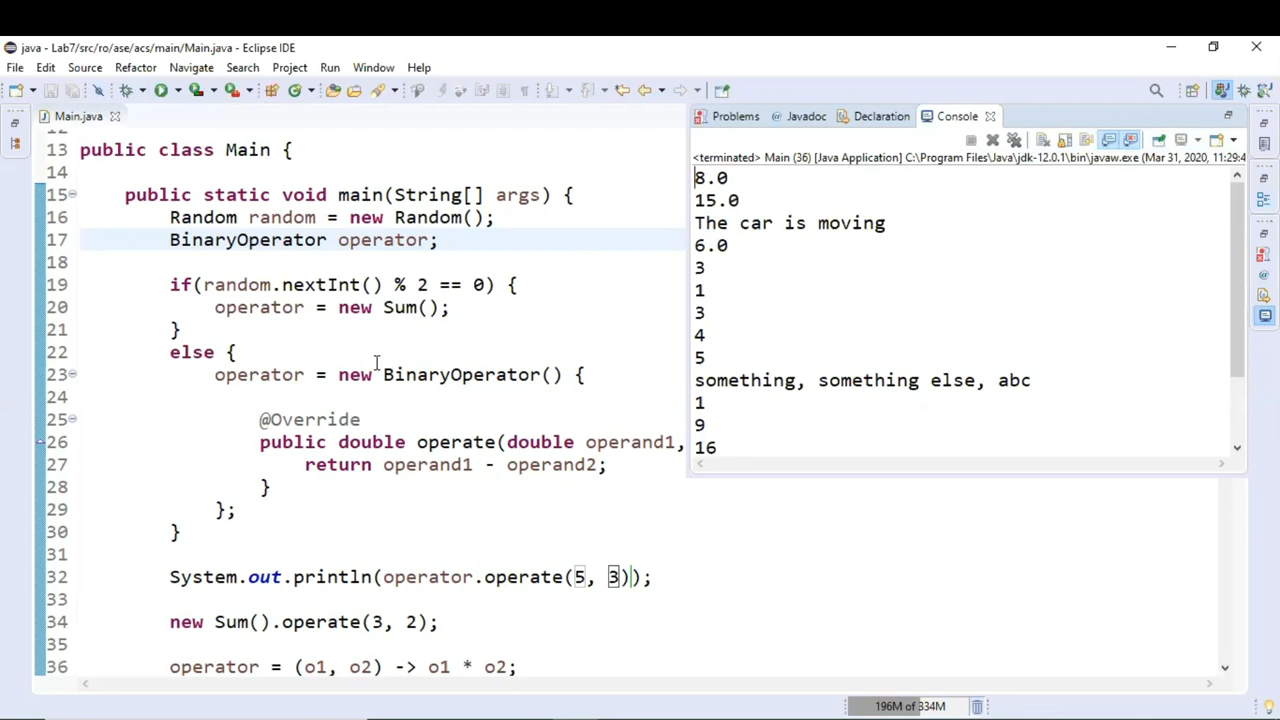 java - Lab7/src/ro/ase/acs/main/Main.java - Eclipse IDE
File Edit Source Refactor Navigate Search Project Run Window Help
Main.java
13 public class Main {
14
15 public static void main(String[] args) {
16 Random random = new Random();
17 BinaryOperator operator;
18
19 if(random.nextInt() % 2 == 0) {
20 operator = new Sum();
21 }
22 else {
23 operator = new BinaryOperator() {
24
25 @Override
26 public double operate(double operand1,
27 return operand1 - operand2;
28 }
29 };
30 }
31
32 System.out.println(operator.operate(5, 3));
33
34 new Sum().operate(3, 2);
35
36 operator = (o1, o2) -> o1 * o2;
Problems Javadoc Declaration Console
<terminated> Main (36) [Java Application] C:\Program Files\Java\jdk-12.0.1\bin\javaw.exe (Mar 31, 2020, 11:29:4
8.0
15.0
The car is moving
6.0
3
1
3
4
5
something, something else, abc
1
9
16
196M of 334M